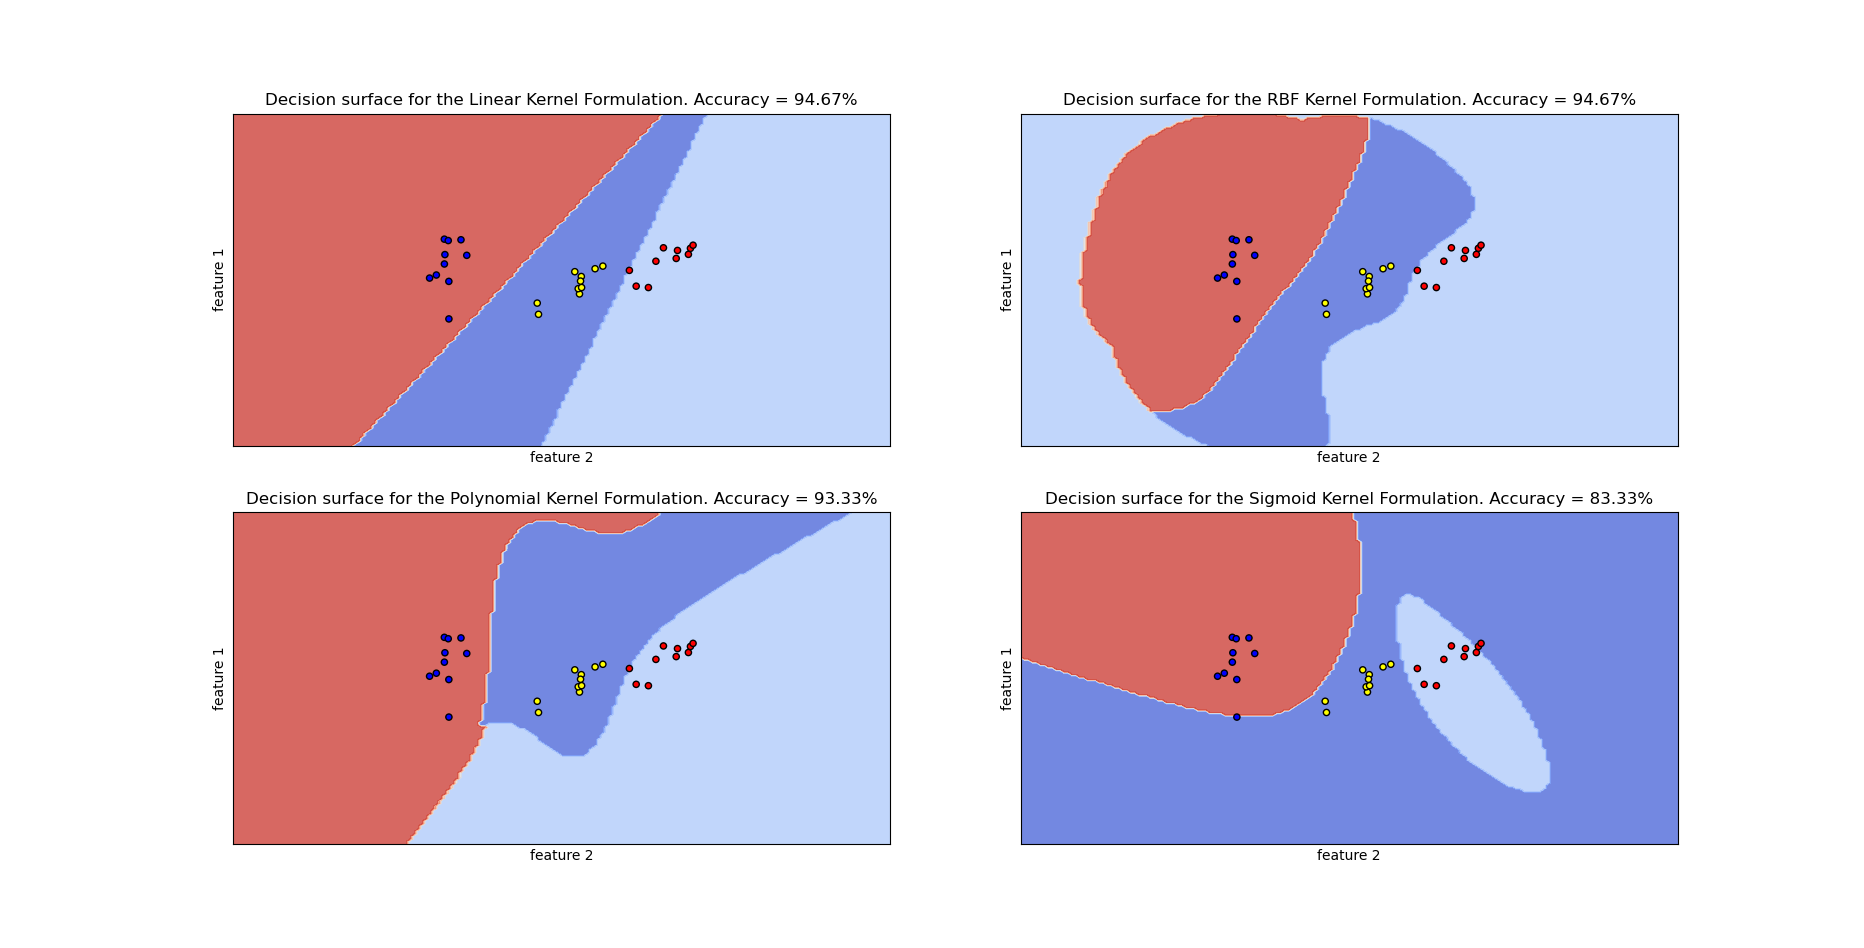 Decision surface for the Linear Kernel Formulation. Accuracy = 94.67%
feature 1
feature 2
Decision surface for the RBF Kernel Formulation. Accuracy = 94.67%
feature 1
feature 2
Decision surface for the Polynomial Kernel Formulation. Accuracy = 93.33%
feature 1
feature 2
Decision surface for the Sigmoid Kernel Formulation. Accuracy = 83.33%
feature 1
feature 2